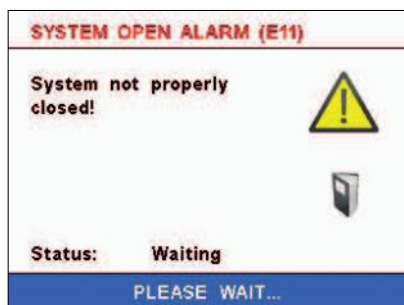 SYSTEM OPEN ALARM (E11)
System not properly
closed!
Status: Waiting
PLEASE WAIT...